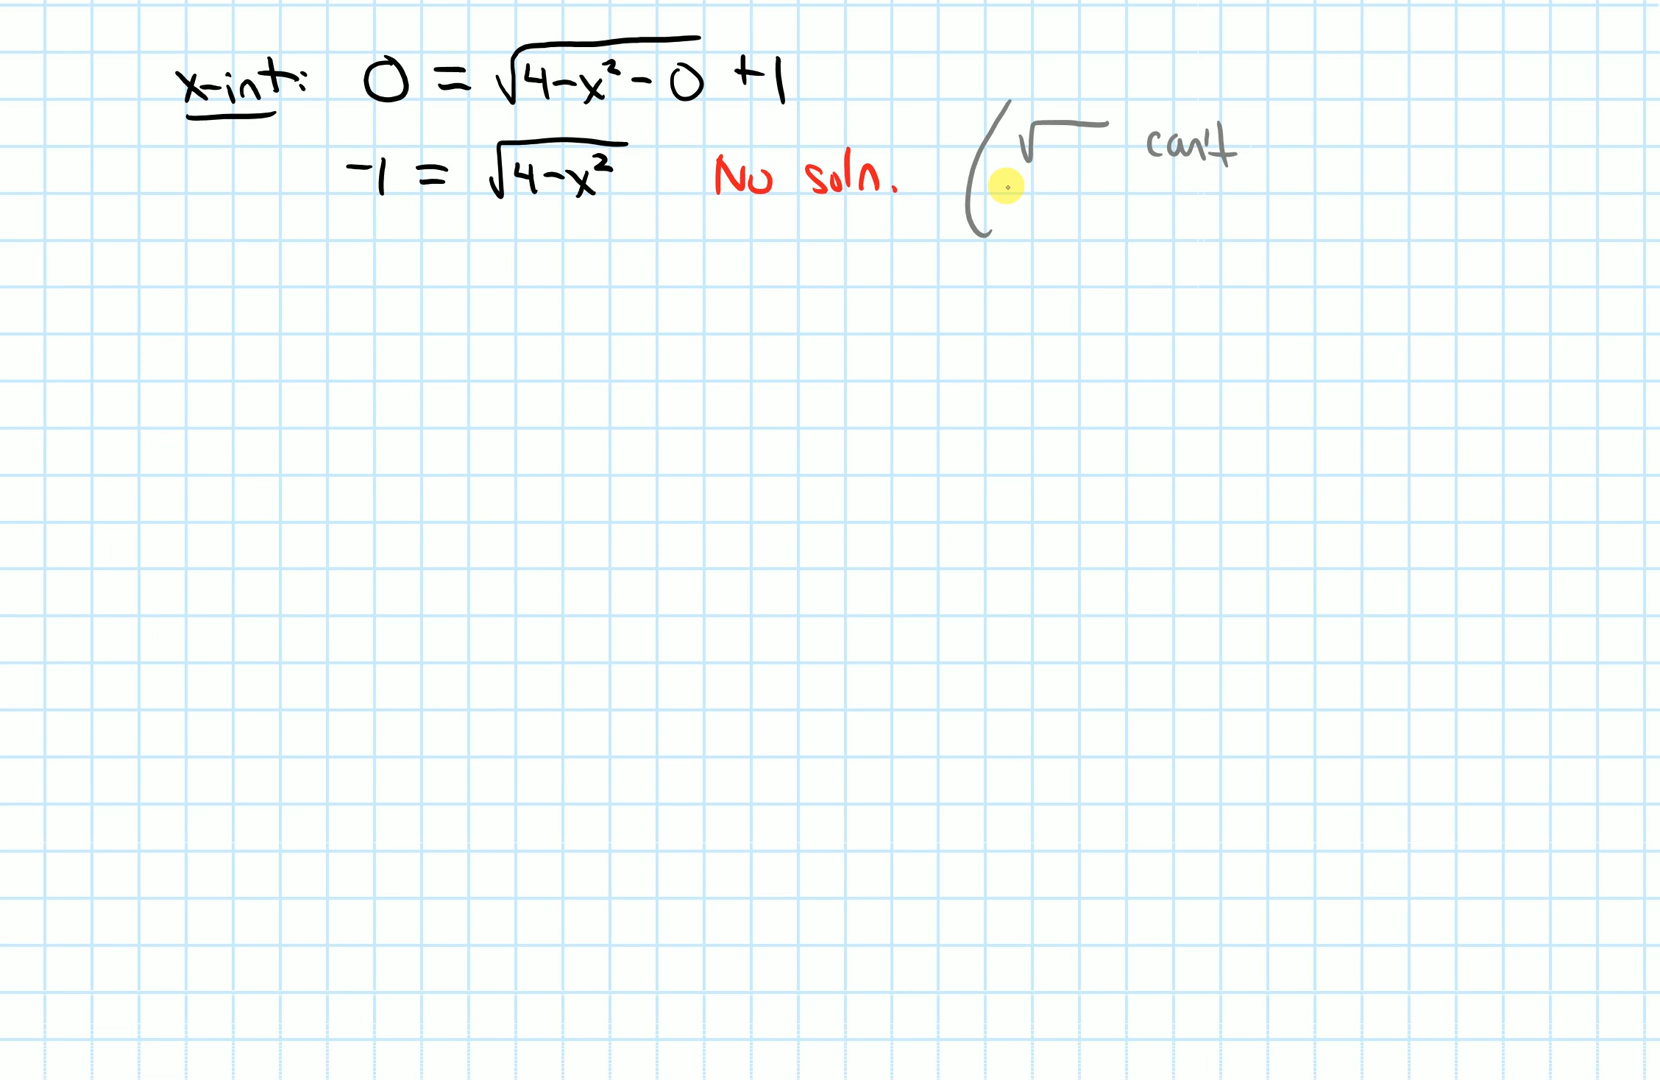 x-int: 0 = √(4-x²-0) +1
-1 = √(4-x²) No soln. (√ can't